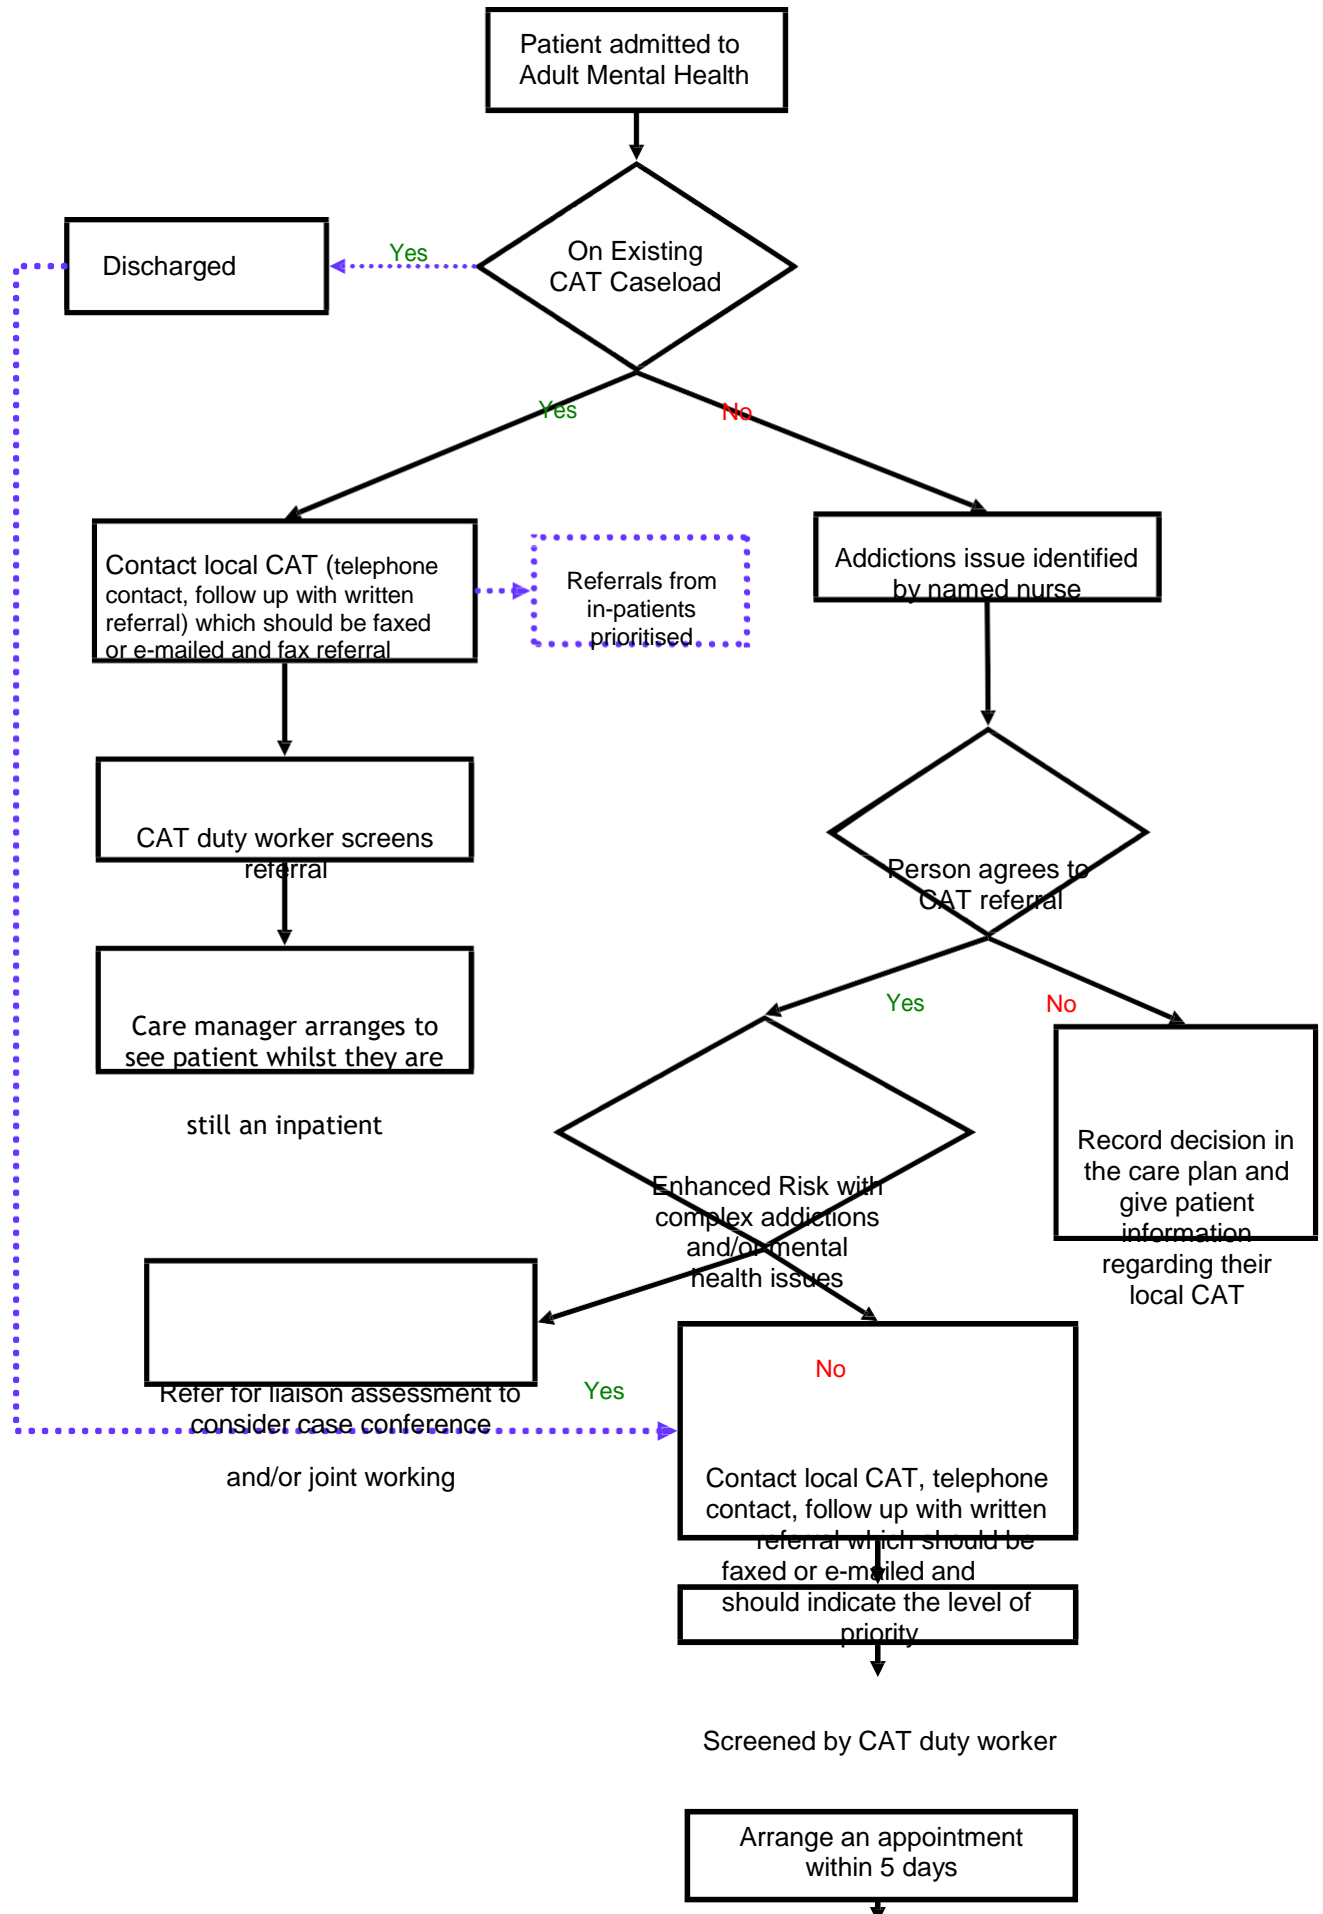 Patient admitted to
Adult Mental Health
On Existing
CAT Caseload
Yes
Discharged
Yes
No
Contact local CAT (telephone
contact, follow up with written
referral) which should be faxed
or e-mailed and fax referral
Referrals from
in-patients
prioritised
Addictions issue identified
by named nurse
CAT duty worker screens
referral
Person agrees to
CAT referral
Care manager arranges to
see patient whilst they are
still an inpatient
Yes
No
Record decision in
the care plan and
give patient
information
regarding their
local CAT
Enhanced Risk with
complex addictions
and/or mental
health issues
Refer for liaison assessment to
consider case conference
and/or joint working
Yes
No
Contact local CAT, telephone
contact, follow up with written
referral which should be
faxed or e-mailed and
should indicate the level of
priority
Screened by CAT duty worker
Arrange an appointment
within 5 days